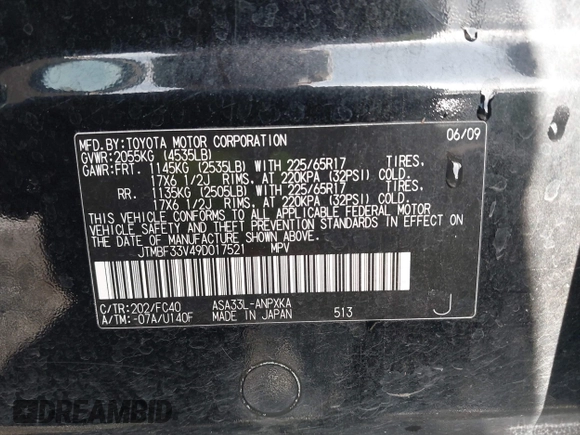 MFD.BY:TOYOTA MOTOR CORPORATION 06/09
GVWR:2055KG (4535LB)
GAWR:FRT. 1145KG (2535LB) WITH 225/65R17 TIRES,
17X6 1/2J RIMS, AT 220KPA (32PSI) COLD.
RR. 1135KG (2505LB) WITH 225/65R17 TIRES,
17X6 1/2J RIMS, AT 220KPA (32PSI) COLD.
THIS VEHICLE CONFORMS TO ALL APPLICABLE FEDERAL MOTOR
VEHICLE SAFETY AND THEFT PREVENTION STANDARDS IN EFFECT ON
THE DATE OF MANUFACTURE SHOWN ABOVE.
JTMBF33V49D017521 MPV
C/TR:202/FC40 ASA33L-ANPXKA
A/TM:-07A/U140F MADE IN JAPAN 513 J
DREAMBID